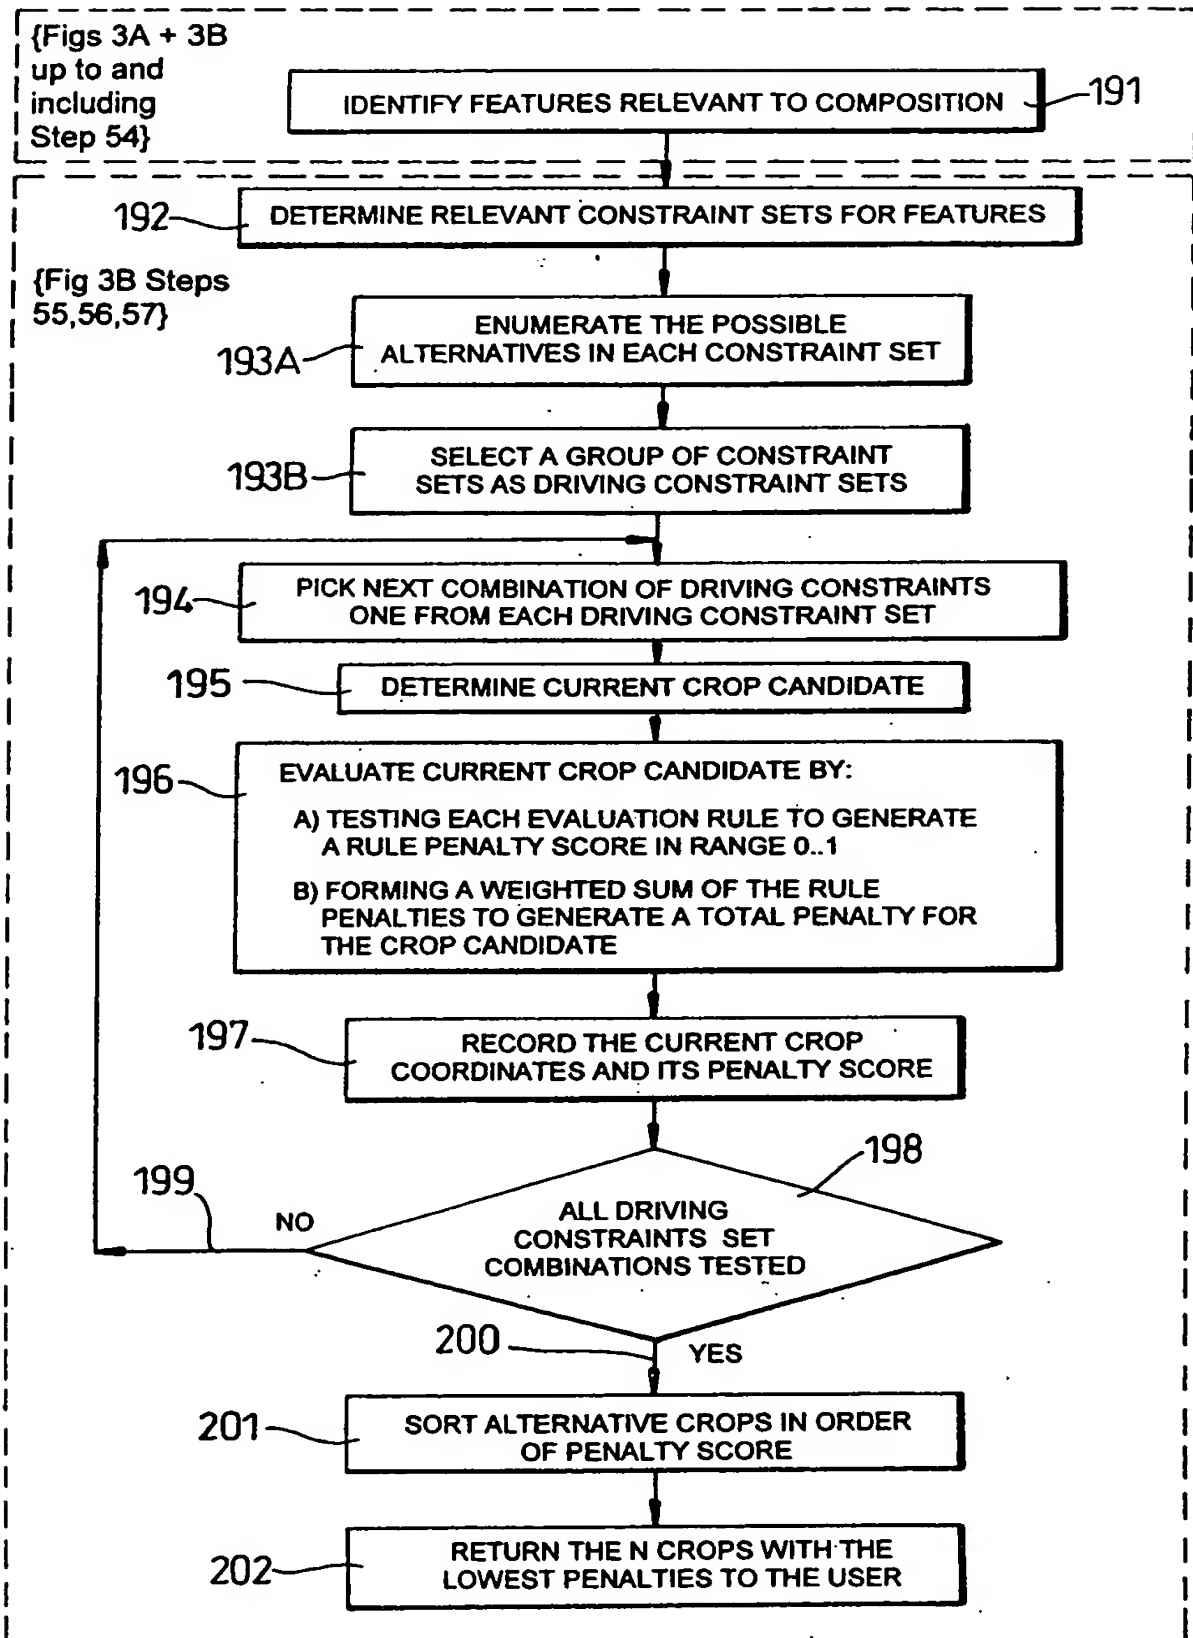 {Figs 3A + 3B
up to and
including
Step 54}
IDENTIFY FEATURES RELEVANT TO COMPOSITION
191
192
DETERMINE RELEVANT CONSTRAINT SETS FOR FEATURES
{Fig 3B Steps
55,56,57}
193A
ENUMERATE THE POSSIBLE
ALTERNATIVES IN EACH CONSTRAINT SET
193B
SELECT A GROUP OF CONSTRAINT
SETS AS DRIVING CONSTRAINT SETS
194
PICK NEXT COMBINATION OF DRIVING CONSTRAINTS
ONE FROM EACH DRIVING CONSTRAINT SET
195
DETERMINE CURRENT CROP CANDIDATE
196
EVALUATE CURRENT CROP CANDIDATE BY:
A) TESTING EACH EVALUATION RULE TO GENERATE
A RULE PENALTY SCORE IN RANGE 0..1
B) FORMING A WEIGHTED SUM OF THE RULE
PENALTIES TO GENERATE A TOTAL PENALTY FOR
THE CROP CANDIDATE
197
RECORD THE CURRENT CROP
COORDINATES AND ITS PENALTY SCORE
198
199
NO
ALL DRIVING
CONSTRAINTS SET
COMBINATIONS TESTED
200
YES
201
SORT ALTERNATIVE CROPS IN ORDER
OF PENALTY SCORE
202
RETURN THE N CROPS WITH THE
LOWEST PENALTIES TO THE USER